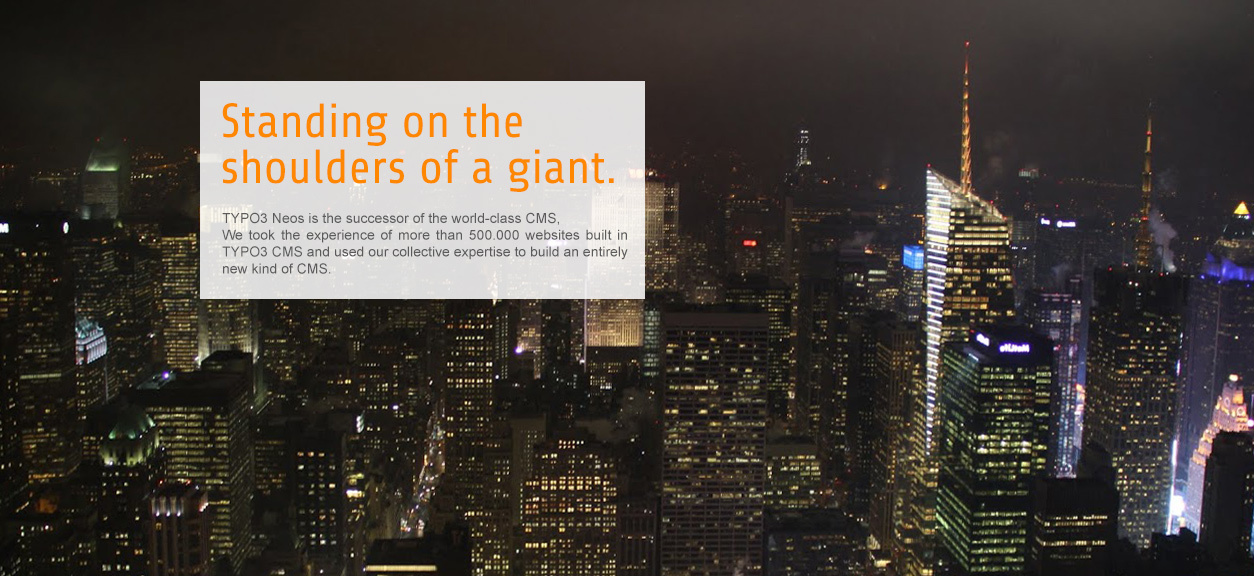 Standing on the
shoulders of a giant.
TYPO3 Neos is the successor of the world-class CMS,
We took the experience of more than 500.000 websites built in
TYPO3 CMS and used our collective expertise to build an entirely
new kind of CMS.
MetLife